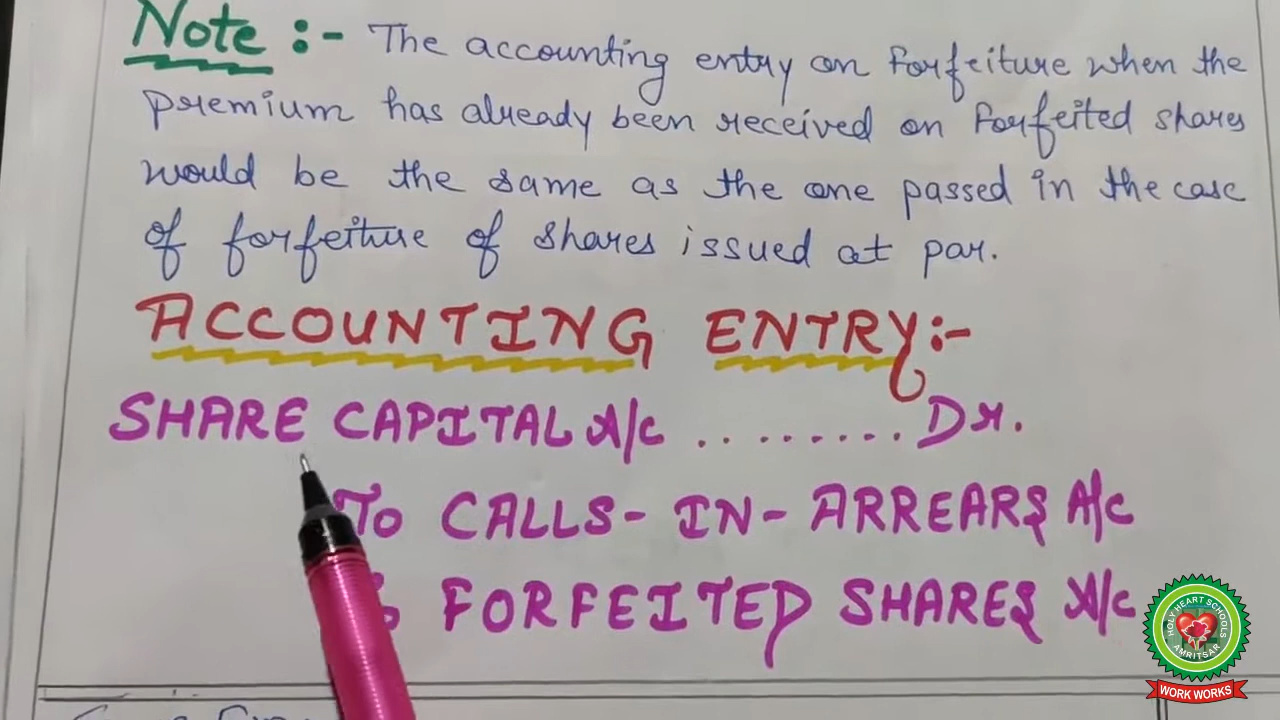 Note :- The accounting entry on forfeiture when the
premium has already been received on forfeited shares
would be the same as the one passed in the case
of forfeiture of shares issued at par.
ACCOUNTING ENTRY:-
SHARE CAPITAL A/c ......... Dr.
To CALLS-IN-ARREARS A/c
FORFEITED SHARES A/c
HOLY HEART SCHOOLS
AMRITSAR
WORK WORKS